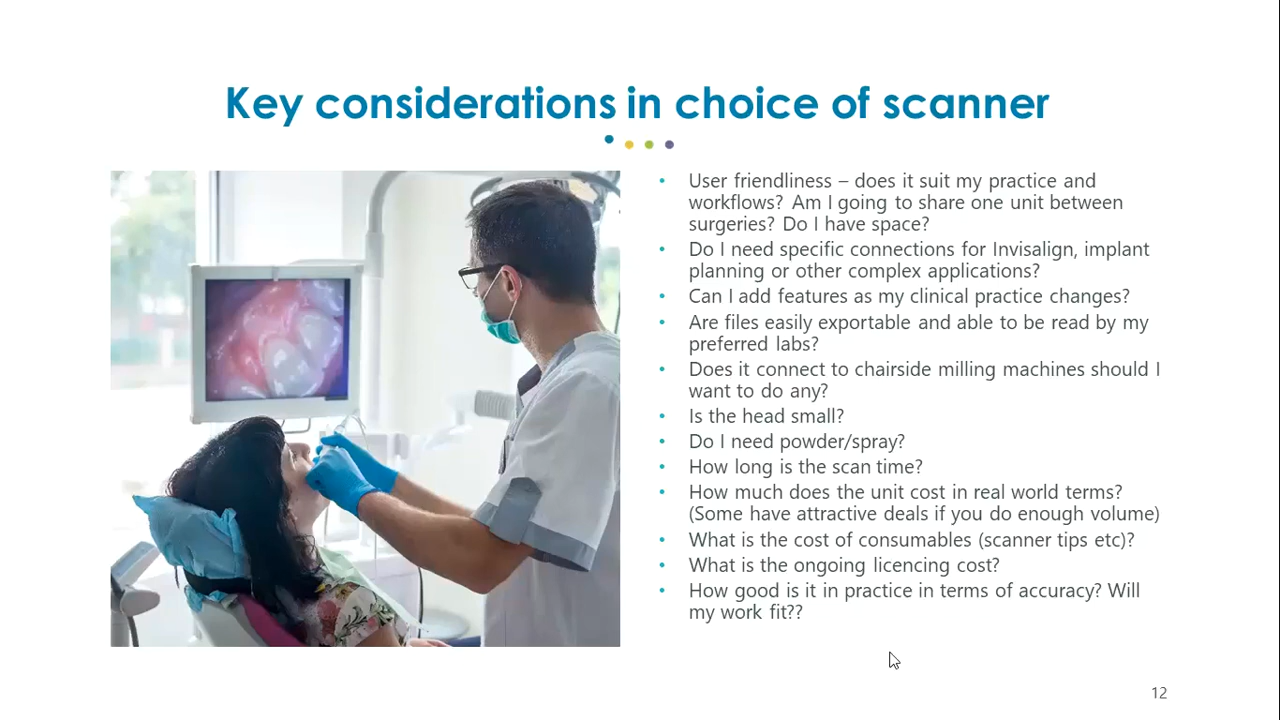 Key considerations in choice of scanner
• User friendliness – does it suit my practice and
workflows? Am I going to share one unit between
surgeries? Do I have space?
• Do I need specific connections for Invisalign, implant
planning or other complex applications?
• Can I add features as my clinical practice changes?
• Are files easily exportable and able to be read by my
preferred labs?
• Does it connect to chairside milling machines should I
want to do any?
• Is the head small?
• Do I need powder/spray?
• How long is the scan time?
• How much does the unit cost in real world terms?
(Some have attractive deals if you do enough volume)
• What is the cost of consumables (scanner tips etc)?
• What is the ongoing licencing cost?
• How good is it in practice in terms of accuracy? Will
my work fit??
12